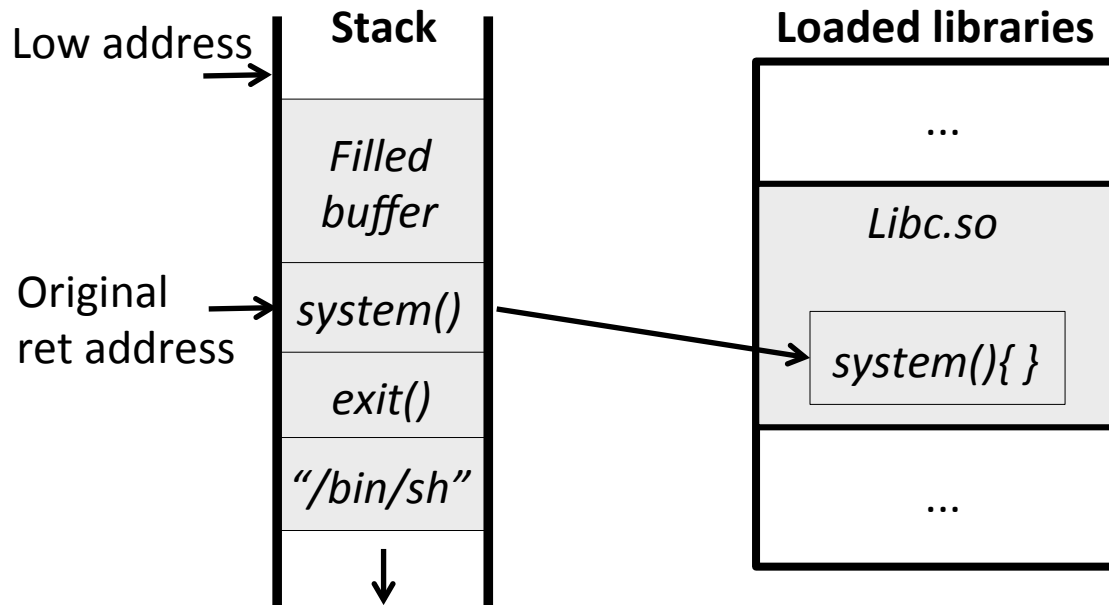 Stack
Low address
Filled
buffer
Original
ret address
system()
exit()
“/bin/sh”
Loaded libraries
...
Libc.so
system(){ }
...